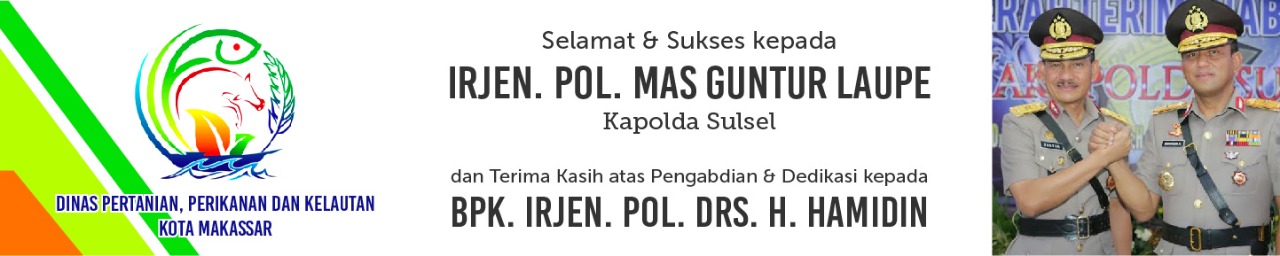 DINAS PERTANIAN, PERIKANAN DAN KELAUTAN
KOTA MAKASSAR
Selamat & Sukses kepada
IRJEN. POL. MAS GUNTUR LAUPE
Kapolda Sulsel
dan Terima Kasih atas Pengabdian & Dedikasi kepada
BPK. IRJEN. POL. DRS. H. HAMIDIN